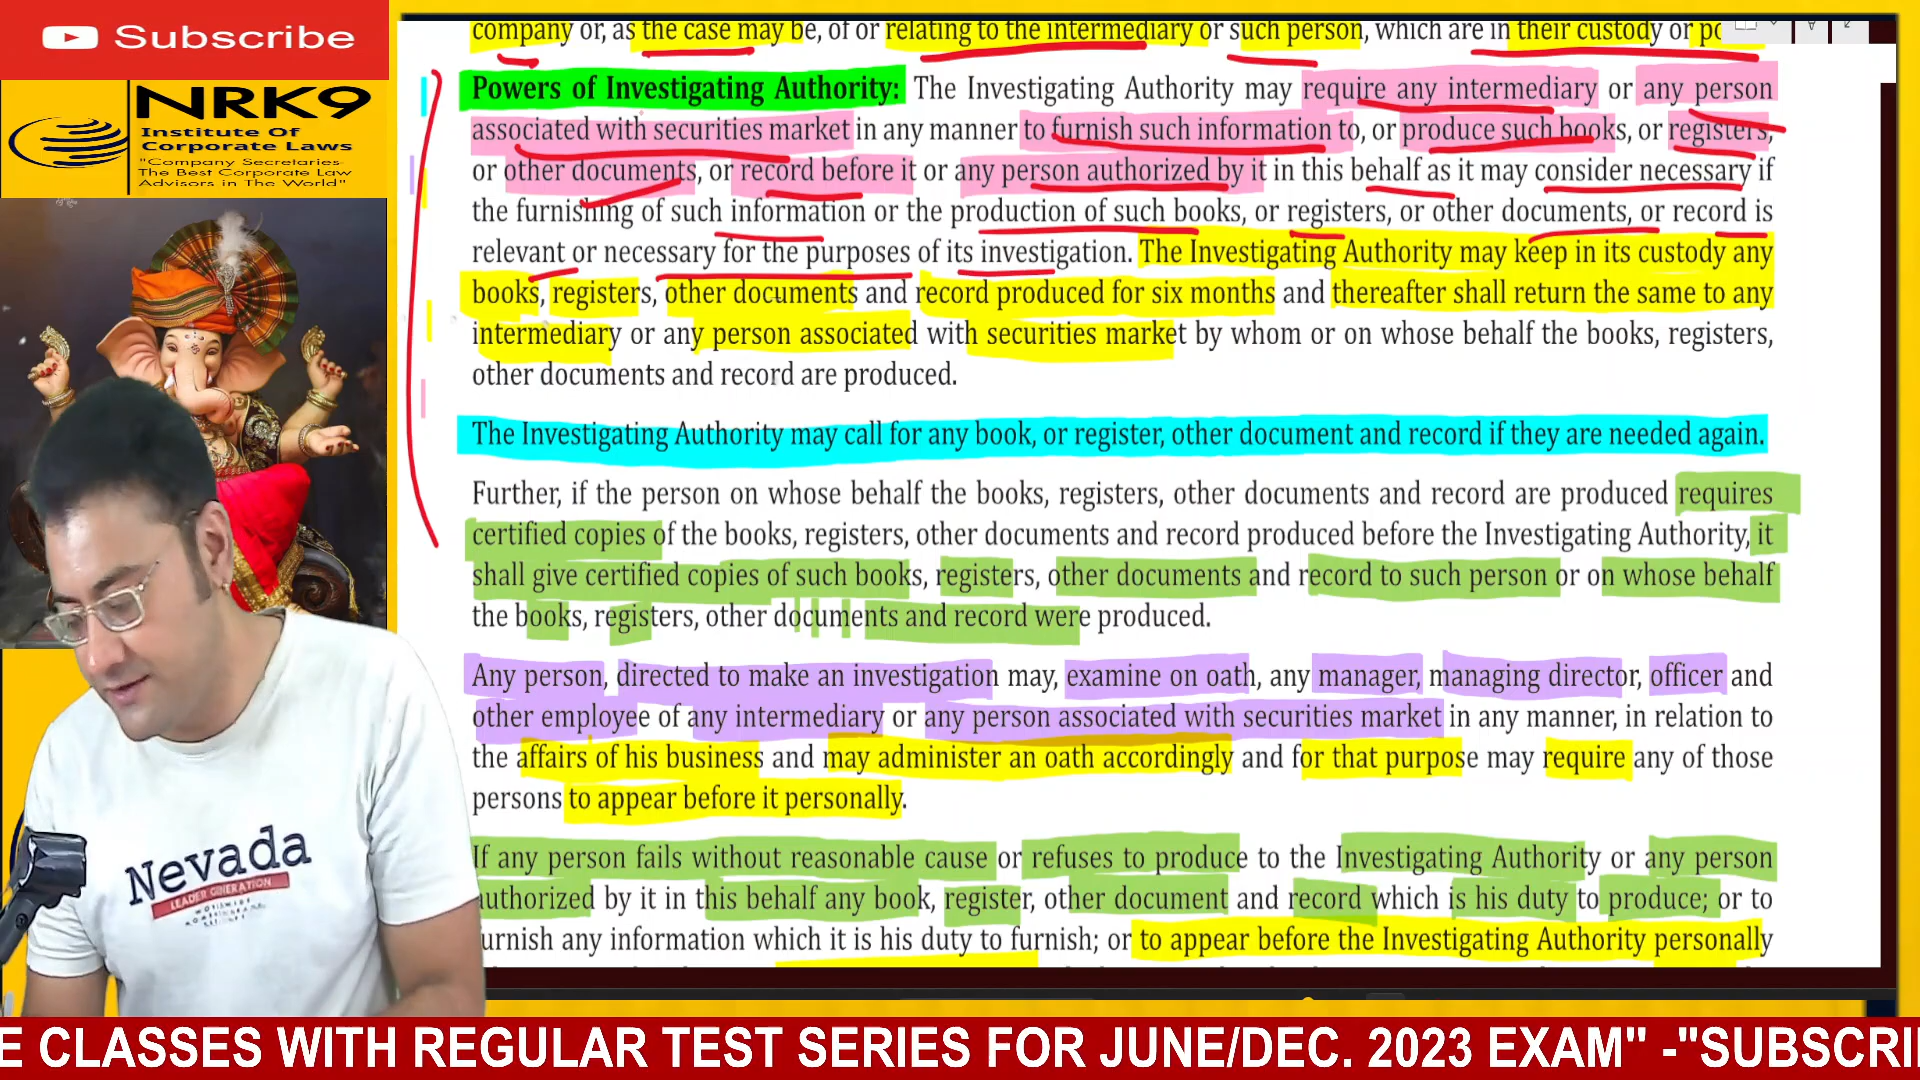 Subscribe
NRK9
Institute Of
Corporate Laws
"Company Secretaries-
The Best Corporate Law
Advisors in The World"
company or, as the case may be, of or relating to the intermediary or such person, which are in their custody or
Powers of Investigating Authority: The Investigating Authority may require any intermediary or any person
associated with securities market in any manner to furnish such information to, or produce such books, or registers,
or other documents, or record before it or any person authorized by it in this behalf as it may consider necessary if
the furnishing of such information or the production of such books, or registers, or other documents, or record is
relevant or necessary for the purposes of its investigation. The Investigating Authority may keep in its custody any
books, registers, other documents and record produced for six months and thereafter shall return the same to any
intermediary or any person associated with securities market by whom or on whose behalf the books, registers,
other documents and record are produced.
The Investigating Authority may call for any book, or register, other document and record if they are needed again.
Further, if the person on whose behalf the books, registers, other documents and record are produced requires
certified copies of the books, registers, other documents and record produced before the Investigating Authority, it
shall give certified copies of such books, registers, other documents and record to such person or on whose behalf
the books, registers, other documents and record were produced.
Any person, directed to make an investigation may, examine on oath, any manager, managing director, officer and
other employee of any intermediary or any person associated with securities market in any manner, in relation to
the affairs of his business and may administer an oath accordingly and for that purpose may require any of those
persons to appear before it personally.
If any person fails without reasonable cause or refuses to produce to the Investigating Authority or any person
authorized by it in this behalf any book, register, other document and record which is his duty to produce; or to
furnish any information which it is his duty to furnish; or to appear before the Investigating Authority personally
Nevada
LEADER GENERATION
E CLASSES WITH REGULAR TEST SERIES FOR JUNE/DEC. 2023 EXAM" -"SUBSCRI